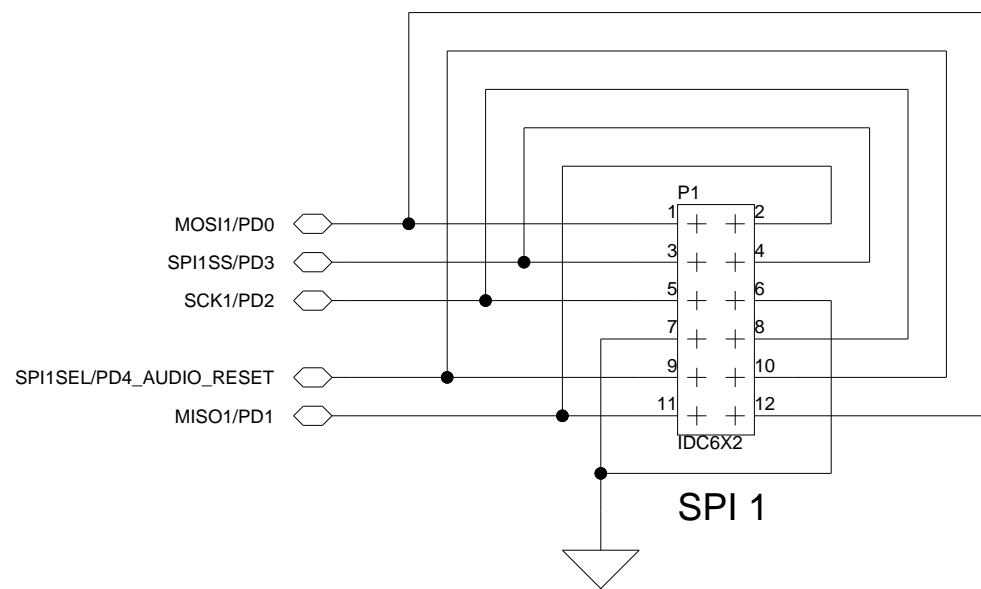 P1
MOSI1/PD0 1 2
SPI1SS/PD3 3 4
SCK1/PD2 5 6
7 8
SPI1SEL/PD4_AUDIO_RESET 9 10
MISO1/PD1 11 12
IDC6X2
SPI 1